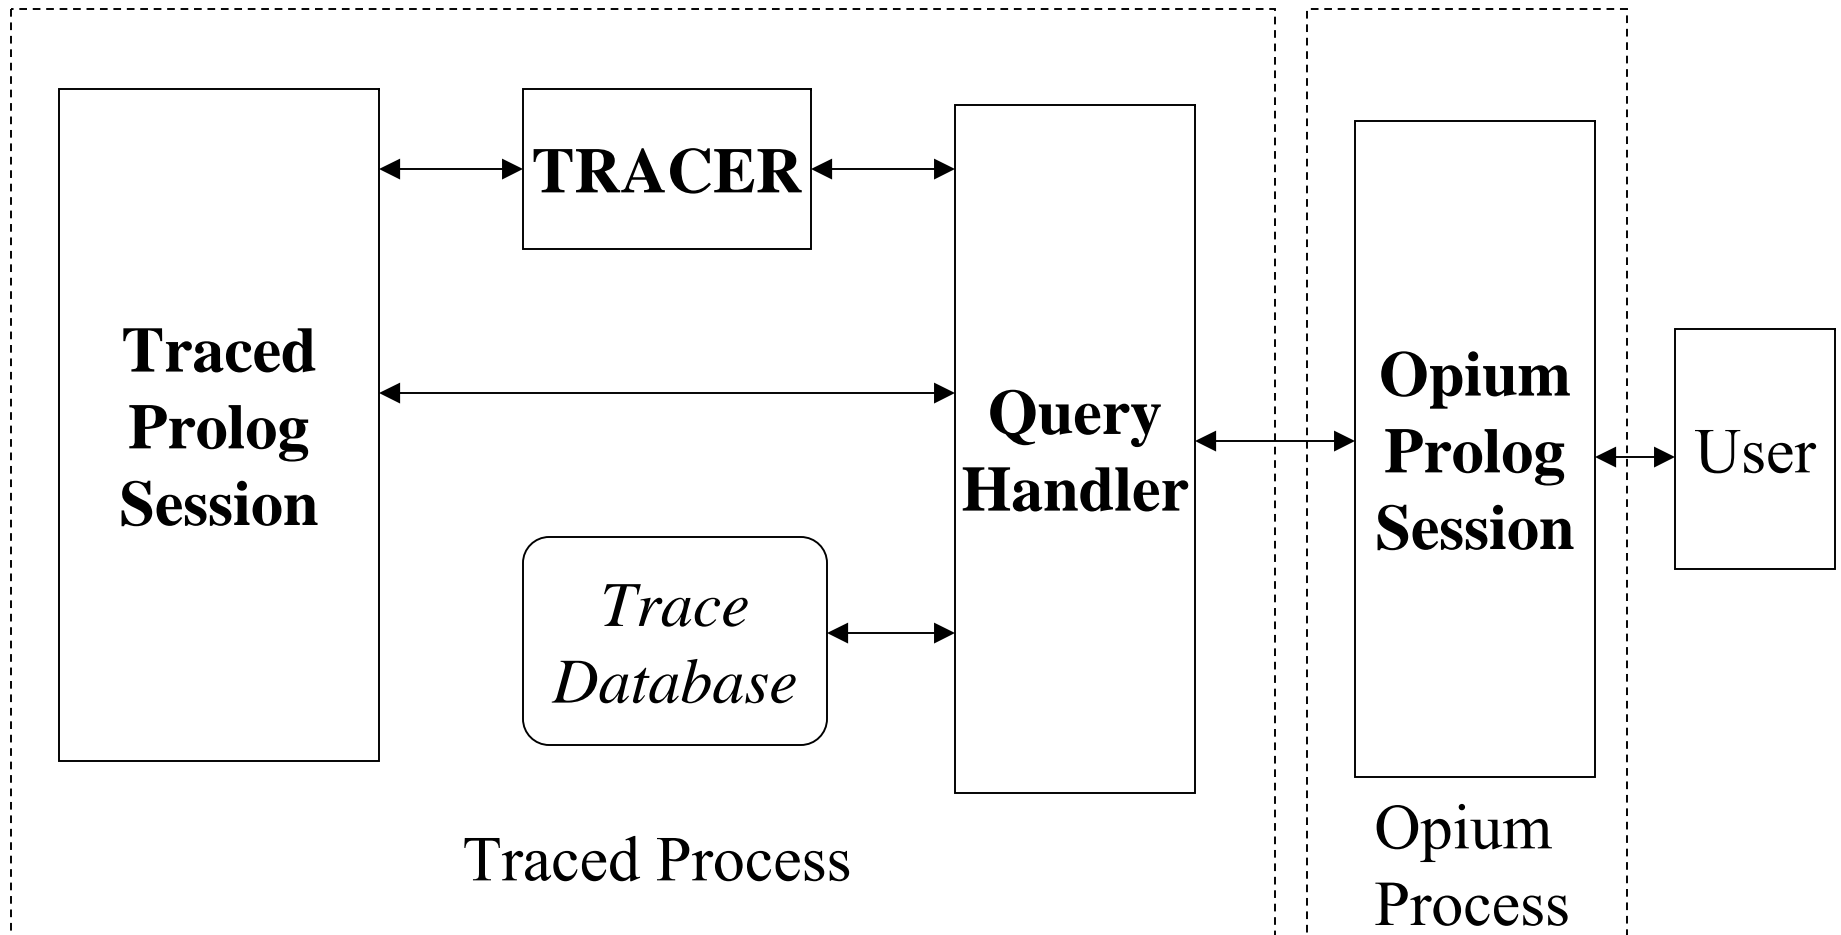 TRACER
Traced
Prolog
Session
Query
Handler
Opium
Prolog
Session
User
Trace
Database
Traced Process
Opium
Process